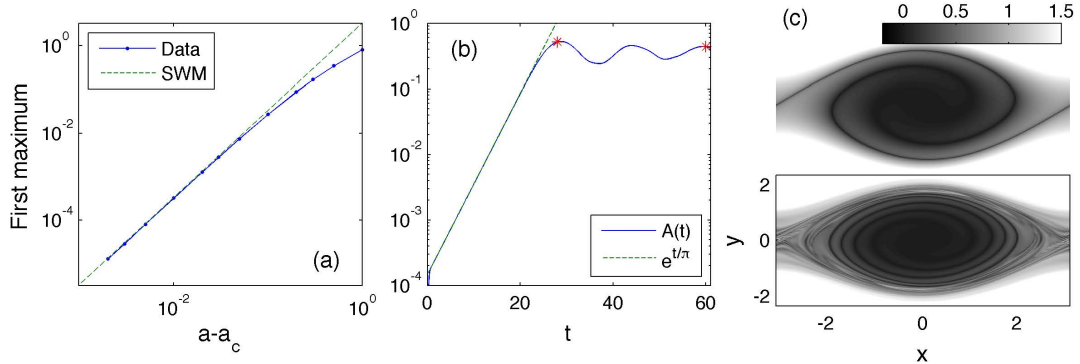 10^0
10^-2
10^-4
First maximum
Data
SWM
(a)
10^-2
10^0
a-a_c
10^0
10^-1
10^-2
10^-3
10^-4
(b)
A(t)
e^{t/π}
0
20
40
60
t
(c)
0
0.5
1
1.5
2
0
-2
y
-2
0
2
x